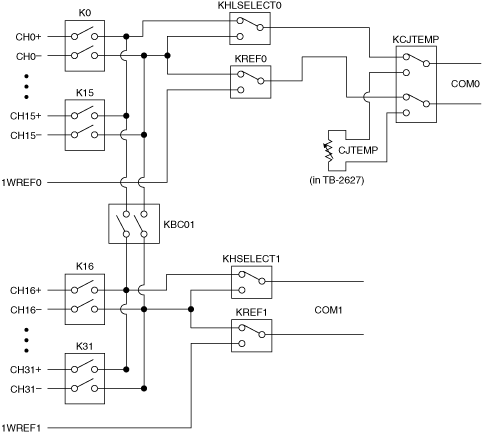 K0
KHLSELECT0
CH0+
CH0–
KCJTEMP
KREF0
COM0
K15
CH15+
CH15–
CJTEMP
(in TB-2627)
1WREF0
KBC01
K16
KHSELECT1
CH16+
CH16–
COM1
KREF1
K31
CH31+
CH31–
1WREF1